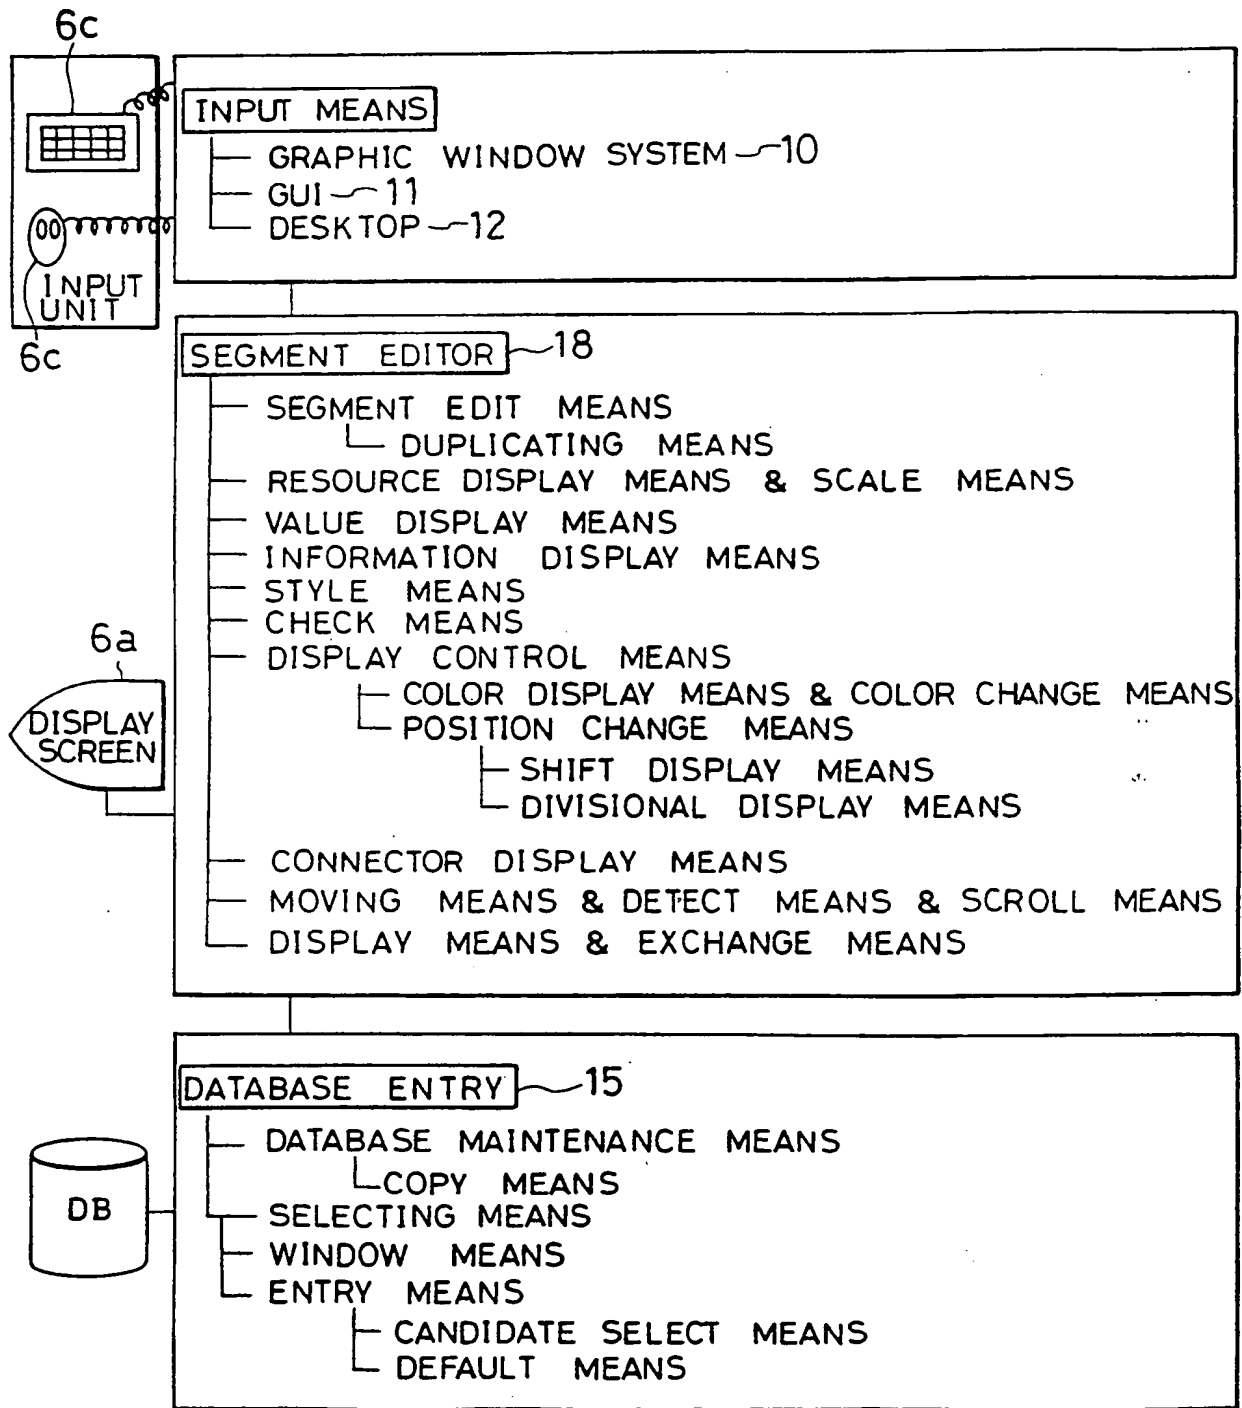 6c
INPUT MEANS
GRAPHIC WINDOW SYSTEM 10
GUI 11
DESKTOP 12
INPUT
UNIT
6c
SEGMENT EDITOR 18
SEGMENT EDIT MEANS
DUPLICATING MEANS
RESOURCE DISPLAY MEANS & SCALE MEANS
VALUE DISPLAY MEANS
INFORMATION DISPLAY MEANS
STYLE MEANS
CHECK MEANS
DISPLAY CONTROL MEANS
COLOR DISPLAY MEANS & COLOR CHANGE MEANS
POSITION CHANGE MEANS
SHIFT DISPLAY MEANS
DIVISIONAL DISPLAY MEANS
6a
DISPLAY
SCREEN
CONNECTOR DISPLAY MEANS
MOVING MEANS & DETECT MEANS & SCROLL MEANS
DISPLAY MEANS & EXCHANGE MEANS
DATABASE ENTRY 15
DATABASE MAINTENANCE MEANS
COPY MEANS
DB
SELECTING MEANS
WINDOW MEANS
ENTRY MEANS
CANDIDATE SELECT MEANS
DEFAULT MEANS